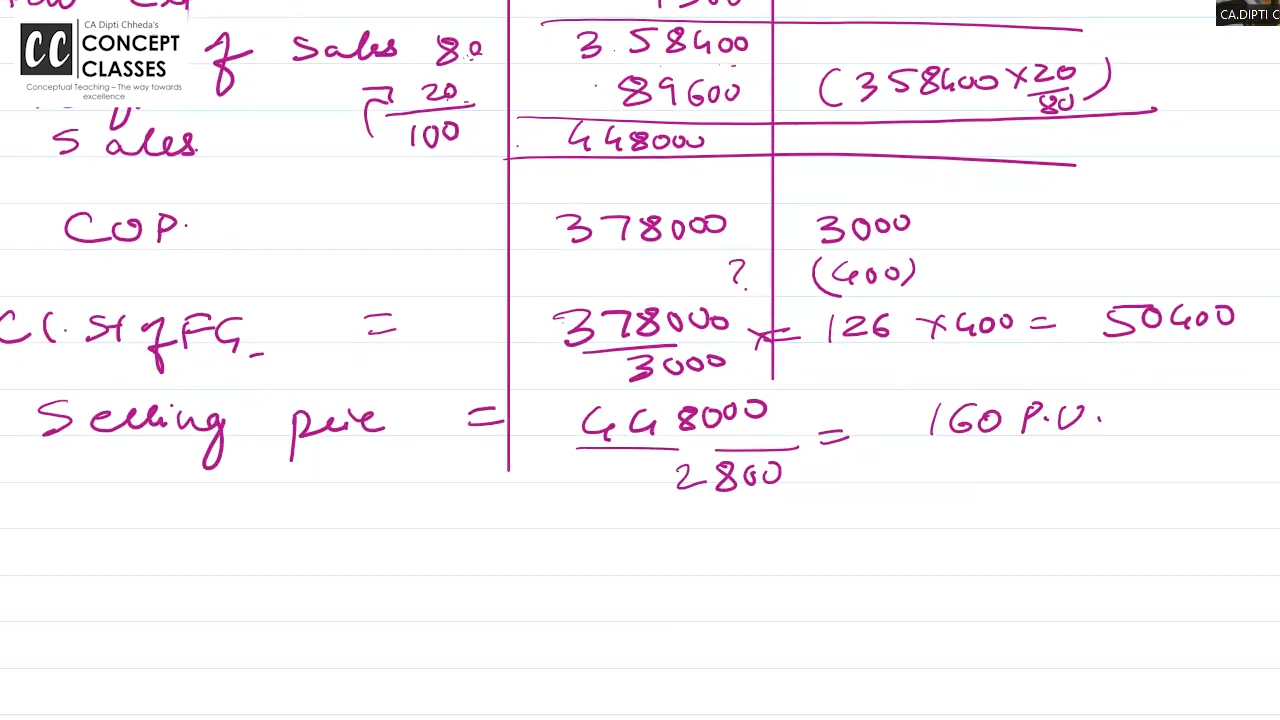 CA.DIPTI C
CA Dipti Chheda's
CC CONCEPT
CLASSES
Conceptual Teaching – The way towards
excellence
of Sales 80 358400
20 89600 (358400 × 20/80)
Sales 100 448000
COP. 378000 3000
? (400)
Cl. St of FG = 378000/3000 = 126 × 400 = 50400
Selling price = 448000/2800 = 160 P.U.